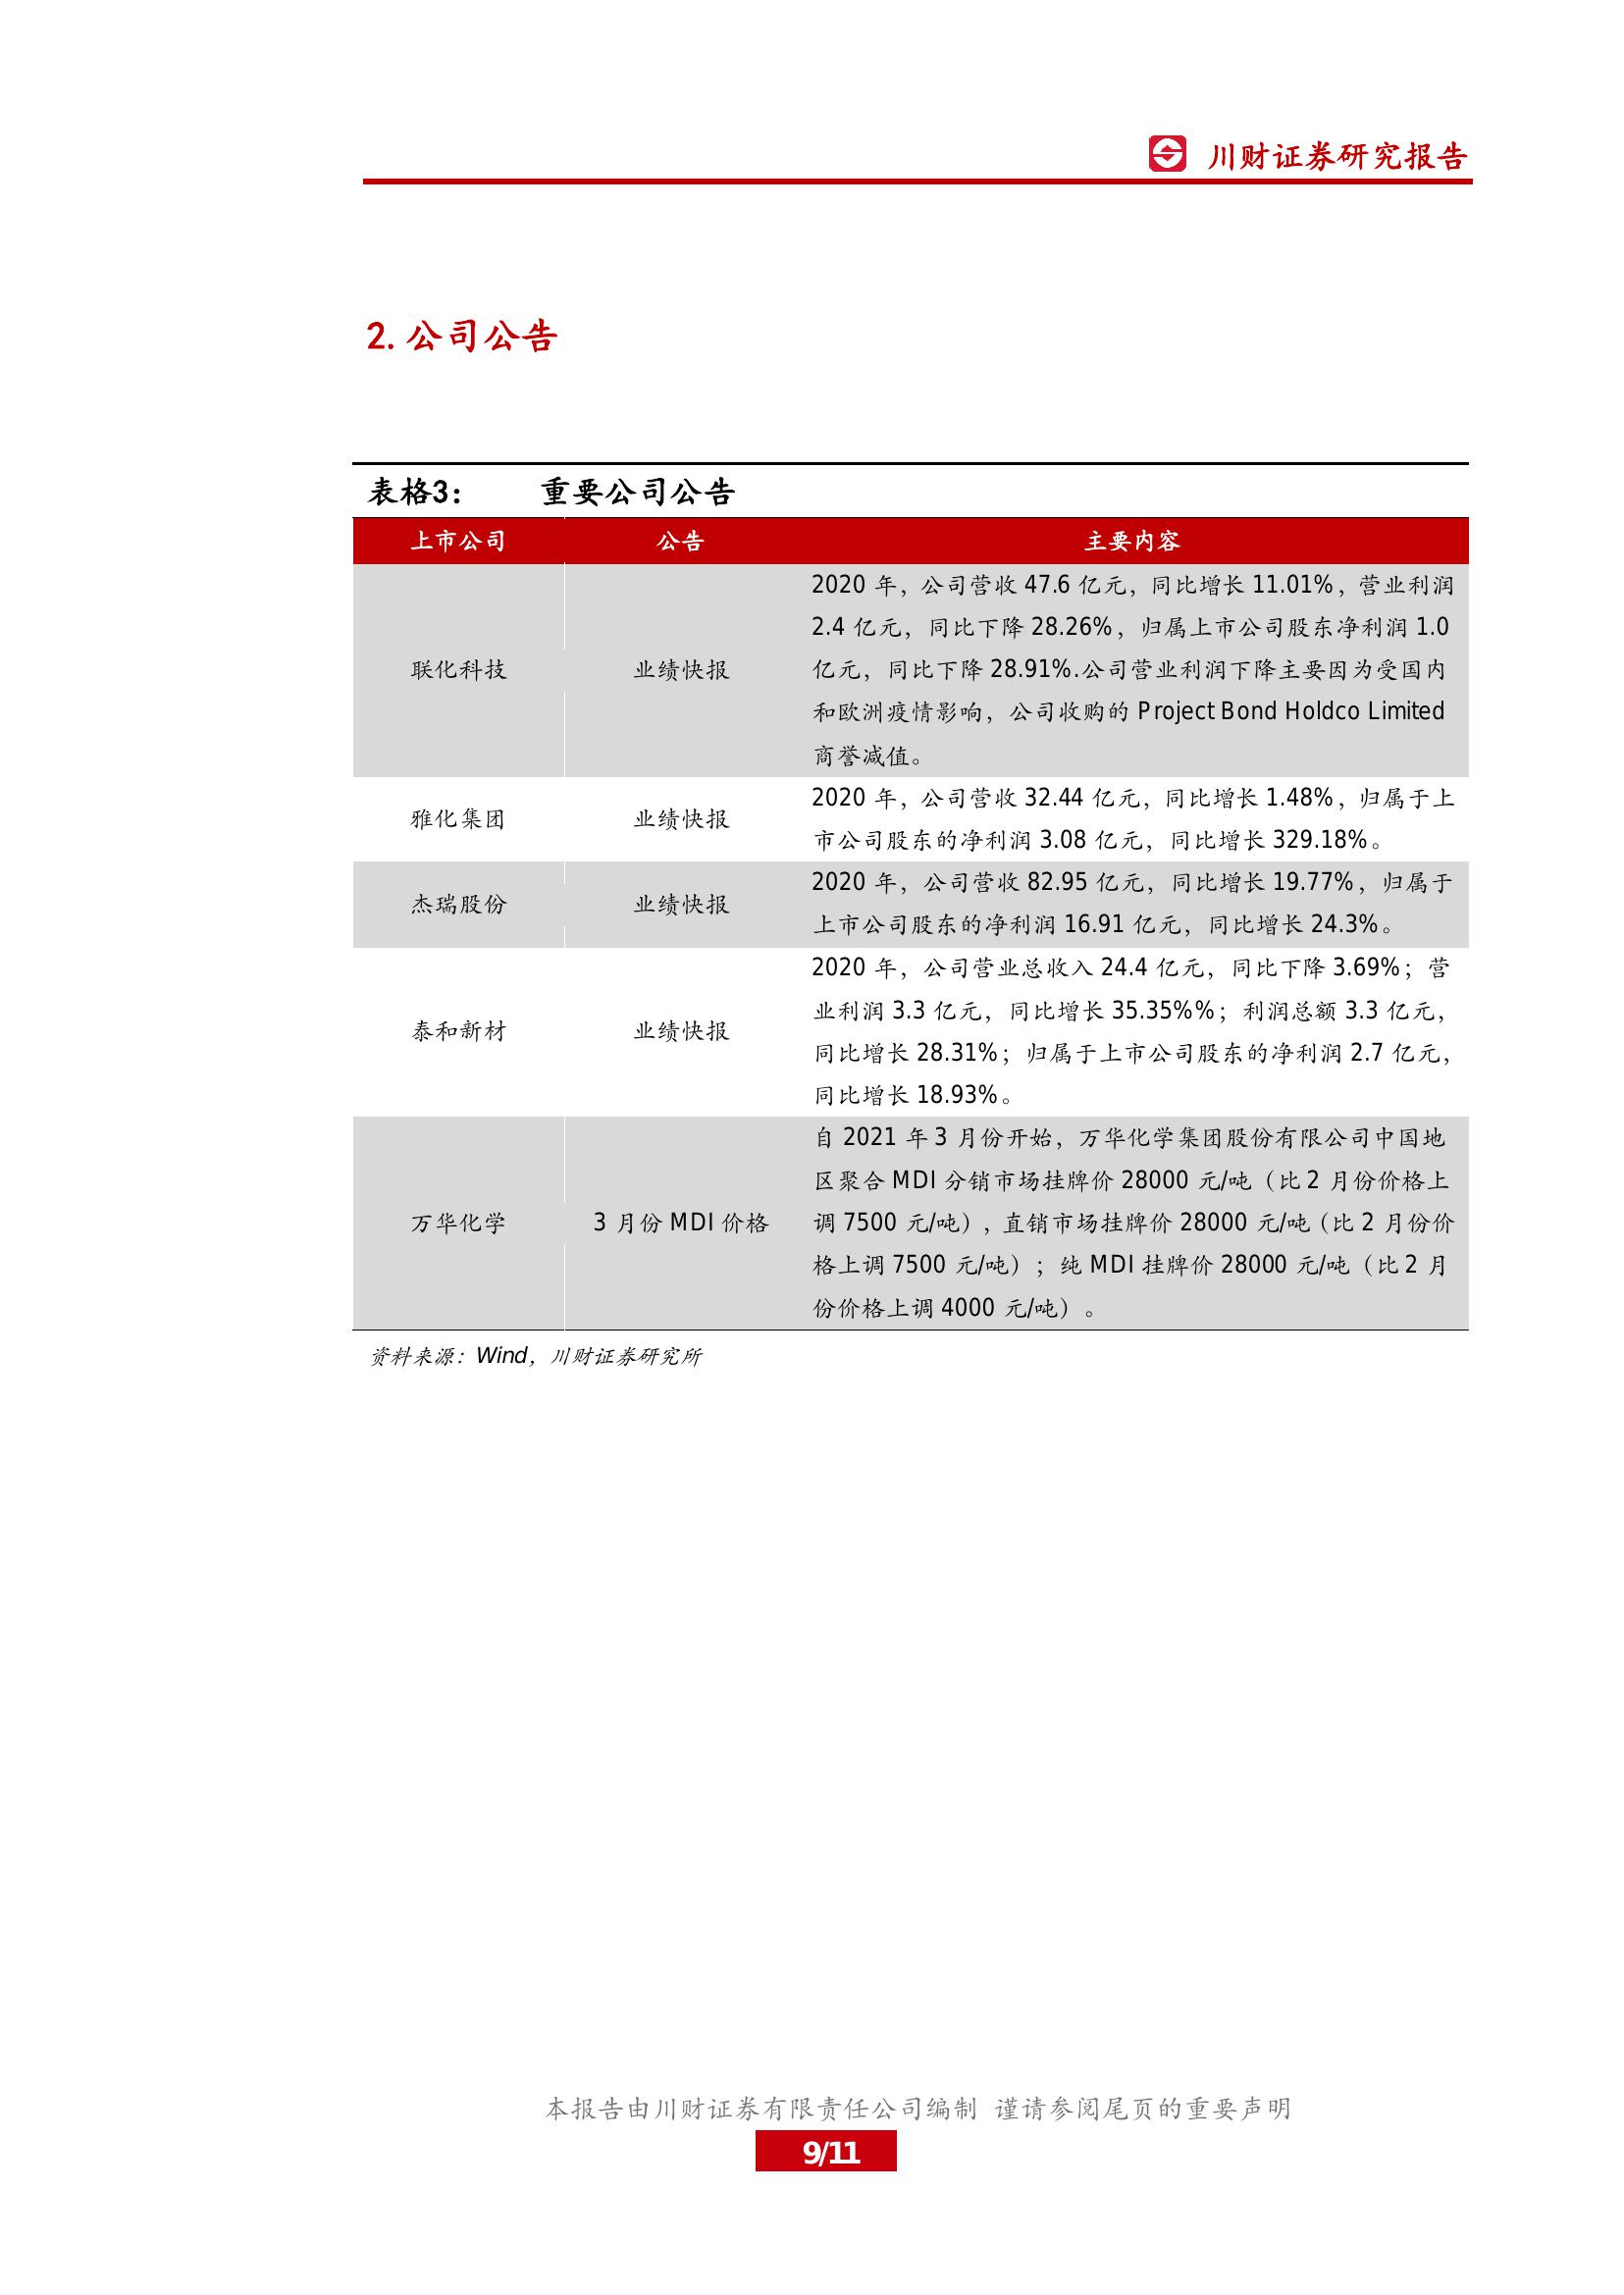 川财证券研究报告
2. 公司公告
表格3： 重要公司公告
上市公司 公告 主要内容
2020 年，公司营收 47.6 亿元，同比增长 11.01%，营业利润
2.4 亿元，同比下降 28.26%，归属上市公司股东净利润 1.0
联化科技 业绩快报 亿元，同比下降 28.91%.公司营业利润下降主要因为受国内
和欧洲疫情影响，公司收购的 Project Bond Holdco Limited
商誉减值。
雅化集团 业绩快报 2020 年，公司营收 32.44 亿元，同比增长 1.48%，归属于上
市公司股东的净利润 3.08 亿元，同比增长 329.18%。
杰瑞股份 业绩快报 2020 年，公司营收 82.95 亿元，同比增长 19.77%，归属于
上市公司股东的净利润 16.91 亿元，同比增长 24.3%。
2020 年，公司营业总收入 24.4 亿元，同比下降 3.69%；营
业利润 3.3 亿元，同比增长 35.35%%；利润总额 3.3 亿元，
泰和新材 业绩快报 同比增长 28.31%；归属于上市公司股东的净利润 2.7 亿元，
同比增长 18.93%。
自 2021 年 3 月份开始，万华化学集团股份有限公司中国地
区聚合 MDI 分销市场挂牌价 28000 元/吨（比 2 月份价格上
万华化学 3 月份 MDI 价格 调 7500 元/吨），直销市场挂牌价 28000 元/吨（比 2 月份价
格上调 7500 元/吨）；纯 MDI 挂牌价 28000 元/吨（比 2 月
份价格上调 4000 元/吨）。
资料来源：Wind，川财证券研究所
本报告由川财证券有限责任公司编制 谨请参阅尾页的重要声明
9/11